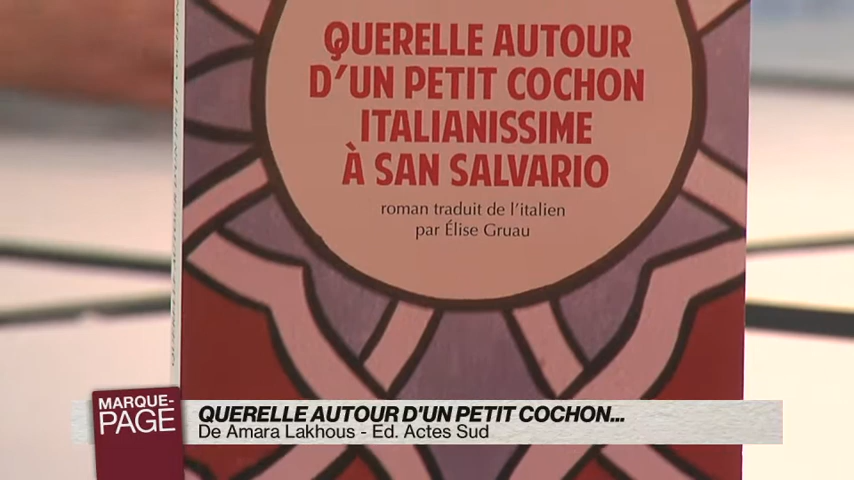 QUERELLE AUTOUR
D'UN PETIT COCHON
ITALIANISSIME
À SAN SALVARIO
roman traduit de l'italien
par Élise Gruau
MARQUE-
PAGE
QUERELLE AUTOUR D'UN PETIT COCHON...
De Amara Lakhous - Ed. Actes Sud